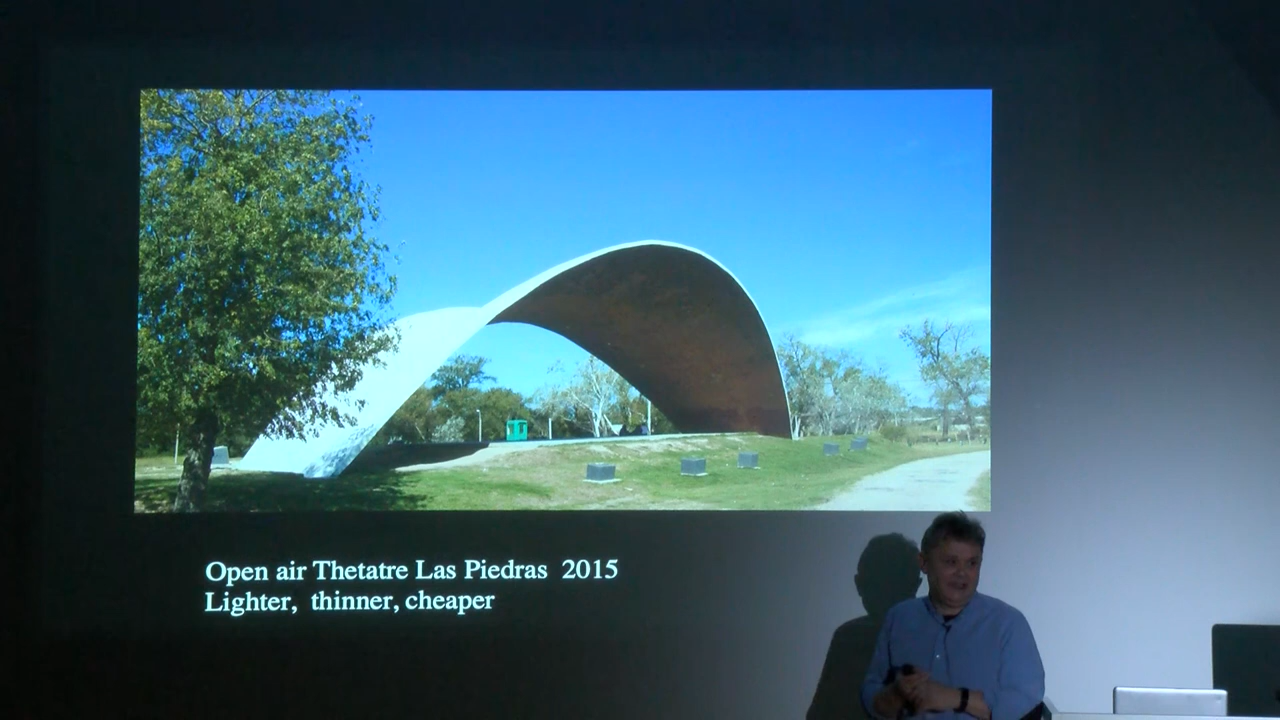 Open air Thetatre Las Piedras 2015
Lighter, thinner, cheaper